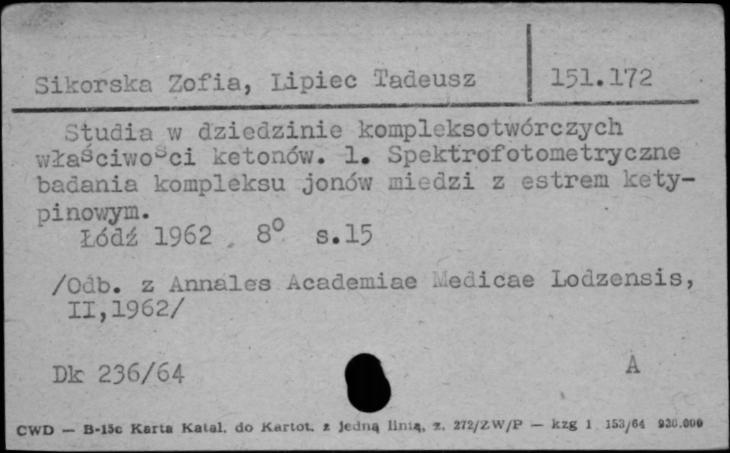 Sikorska Zofia, Lipiec Tadeusz 151.172
Studia w dziedzinie kompleksotwórczych
właściwości ketonów. 1. Spektrofotometryczne
badania kompleksu jonów miedzi z estrem kety-
pinowym.
Łódź 1962 8° s.15
/Odb. z Annales Academiae Medicae Lodzensis,
II,1962/
Dk 236/64 A
CWD — B-15c Karta Katal. do Kartot. z jedną linią, z. 272/ZW/P — kzg 1 153/64 930.000